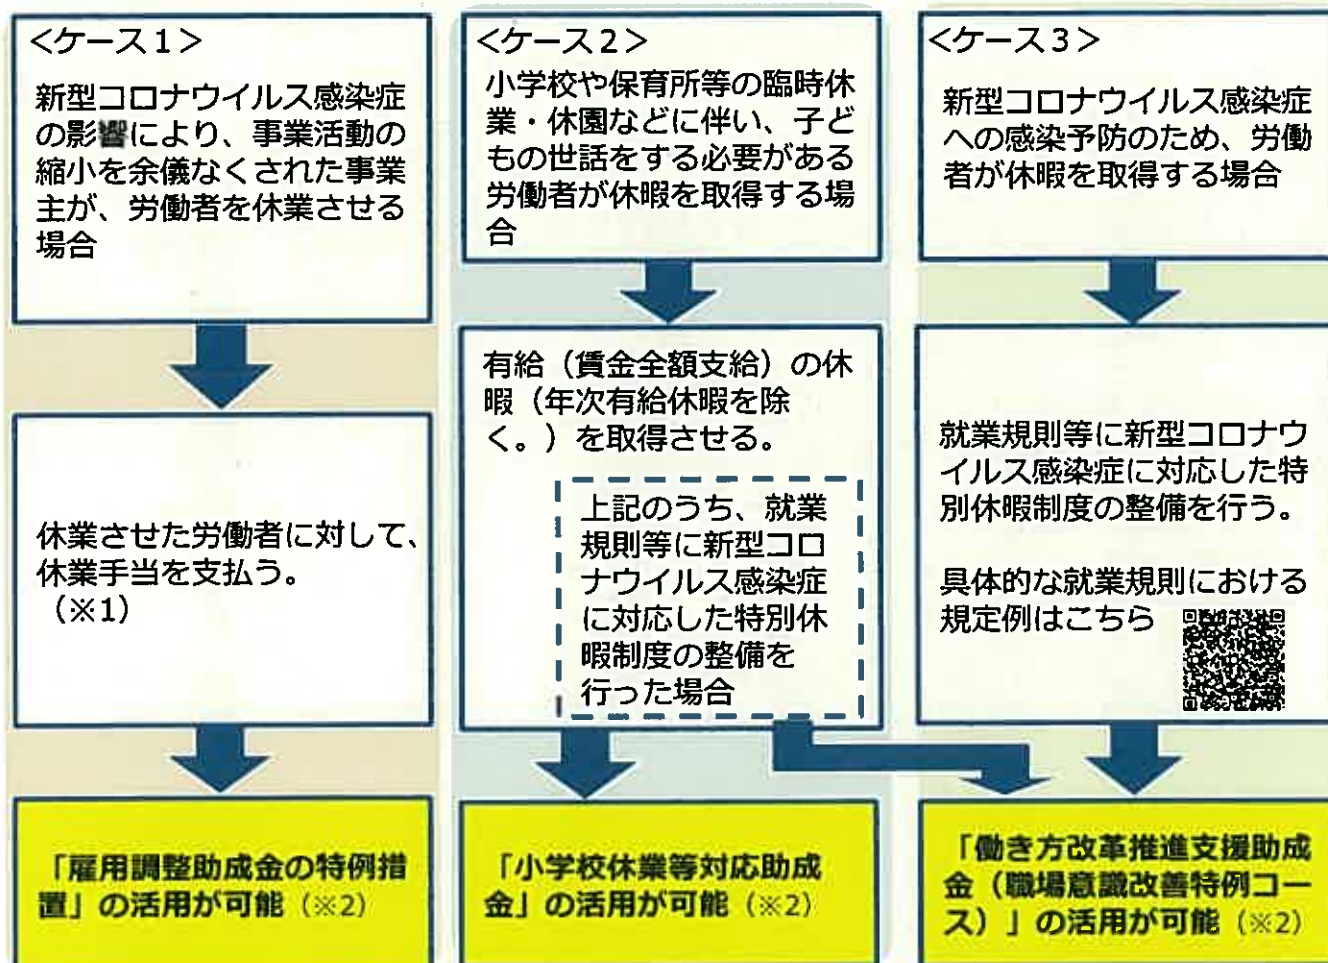 <ケース1>
新型コロナウイルス感染症
の影響により、事業活動の
縮小を余儀なくされた事業
主が、労働者を休業させる
場合
休業させた労働者に対して、
休業手当を支払う。
（※1）
「雇用調整助成金の特例措
置」の活用が可能（※2）
<ケース2>
小学校や保育所等の臨時休
業・休園などに伴い、子ど
もの世話をする必要がある
労働者が休暇を取得する場
合
有給（賃金全額支給）の休
暇（年次有給休暇を除
く。）を取得させる。
上記のうち、就業
規則等に新型コロ
ナウイルス感染症
に対応した特別休
暇制度の整備を
行った場合
「小学校休業等対応助成
金」の活用が可能（※2）
<ケース3>
新型コロナウイルス感染症
への感染予防のため、労働
者が休暇を取得する場合
就業規則等に新型コロナウ
イルス感染症に対応した特
別休暇制度の整備を行う。
具体的な就業規則における
規定例はこちら
「働き方改革推進支援助成
金（職場意識改善特例コー
ス）」の活用が可能（※2）